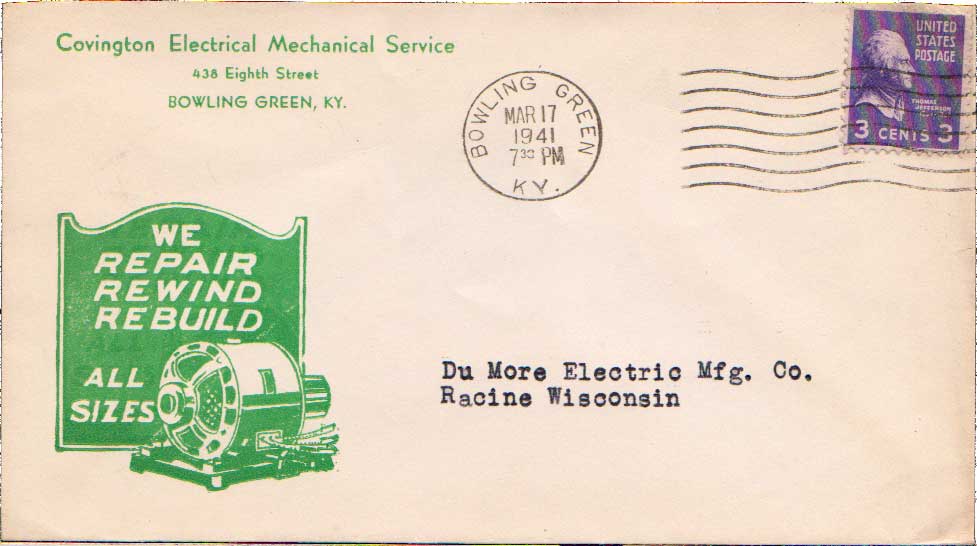 Covington Electrical Mechanical Service
438 Eighth Street
BOWLING GREEN, KY.
BOWLING GREEN
MAR 17
1941
7 30 PM
KY.
UNITED
STATES
POSTAGE
THOMAS
JEFFERSON
3 CENTS 3
WE
REPAIR
REWIND
REBUILD
ALL
SIZES
Du More Electric Mfg. Co.
Racine Wisconsin